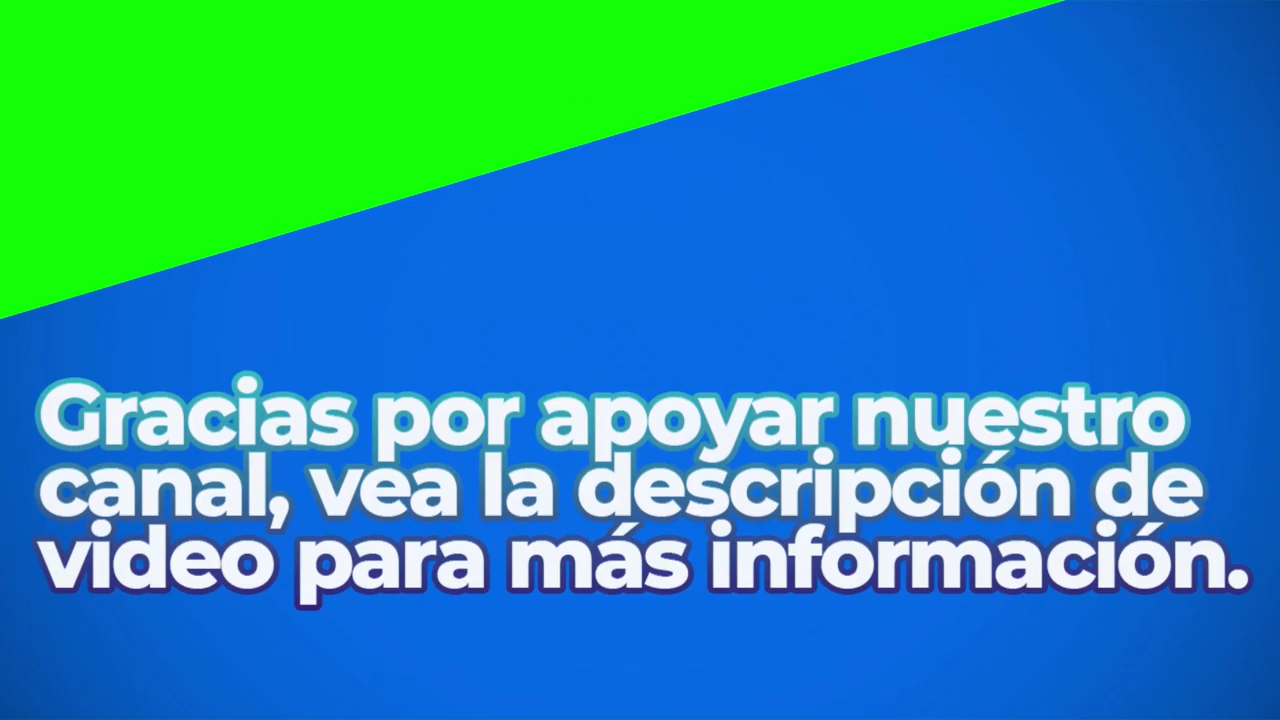 Gracias por apoyar nuestro
canal, vea la descripción de
video para más información.